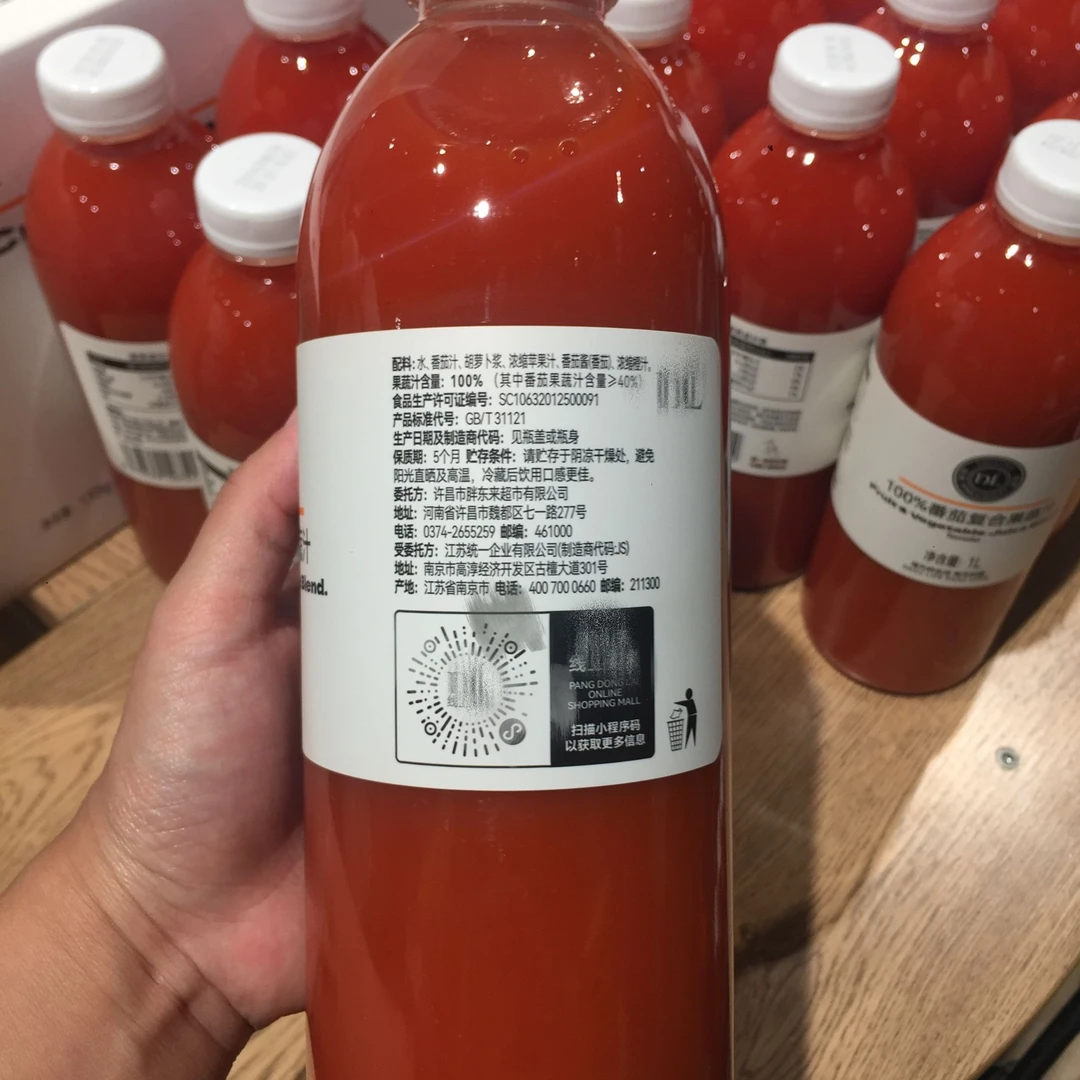 配料：水、番茄汁、胡萝卜浆、浓缩苹果汁、番茄酱(番茄)、浓缩橙汁。
果蔬汁含量：100% （其中番茄果蔬汁含量≥40%）
食品生产许可证编号：SC10632012500091
产品标准代号：GB/T 31121
生产日期及制造商代码：见瓶盖或瓶身
保质期：5个月 贮存条件：请贮存于阴凉干燥处，避免
阳光直晒及高温，冷藏后饮用口感更佳。
委托方：许昌市胖东来超市有限公司
地址：河南省许昌市魏都区七一路277号
电话：0374-2655259 邮编：461000
受委托方：江苏统一企业有限公司(制造商代码:JS)
地址：南京市高淳经济开发区古檀大道301号
产地：江苏省南京市 电话：400 700 0660 邮编：211300
PANG DONG
ONLINE
SHOPPING MALL
扫描小程序码
以获取更多信息
汁
Blend.
DL
100%番茄复合果蔬汁
Fruit & Vegetable Juice
Tomato
净含量：1L